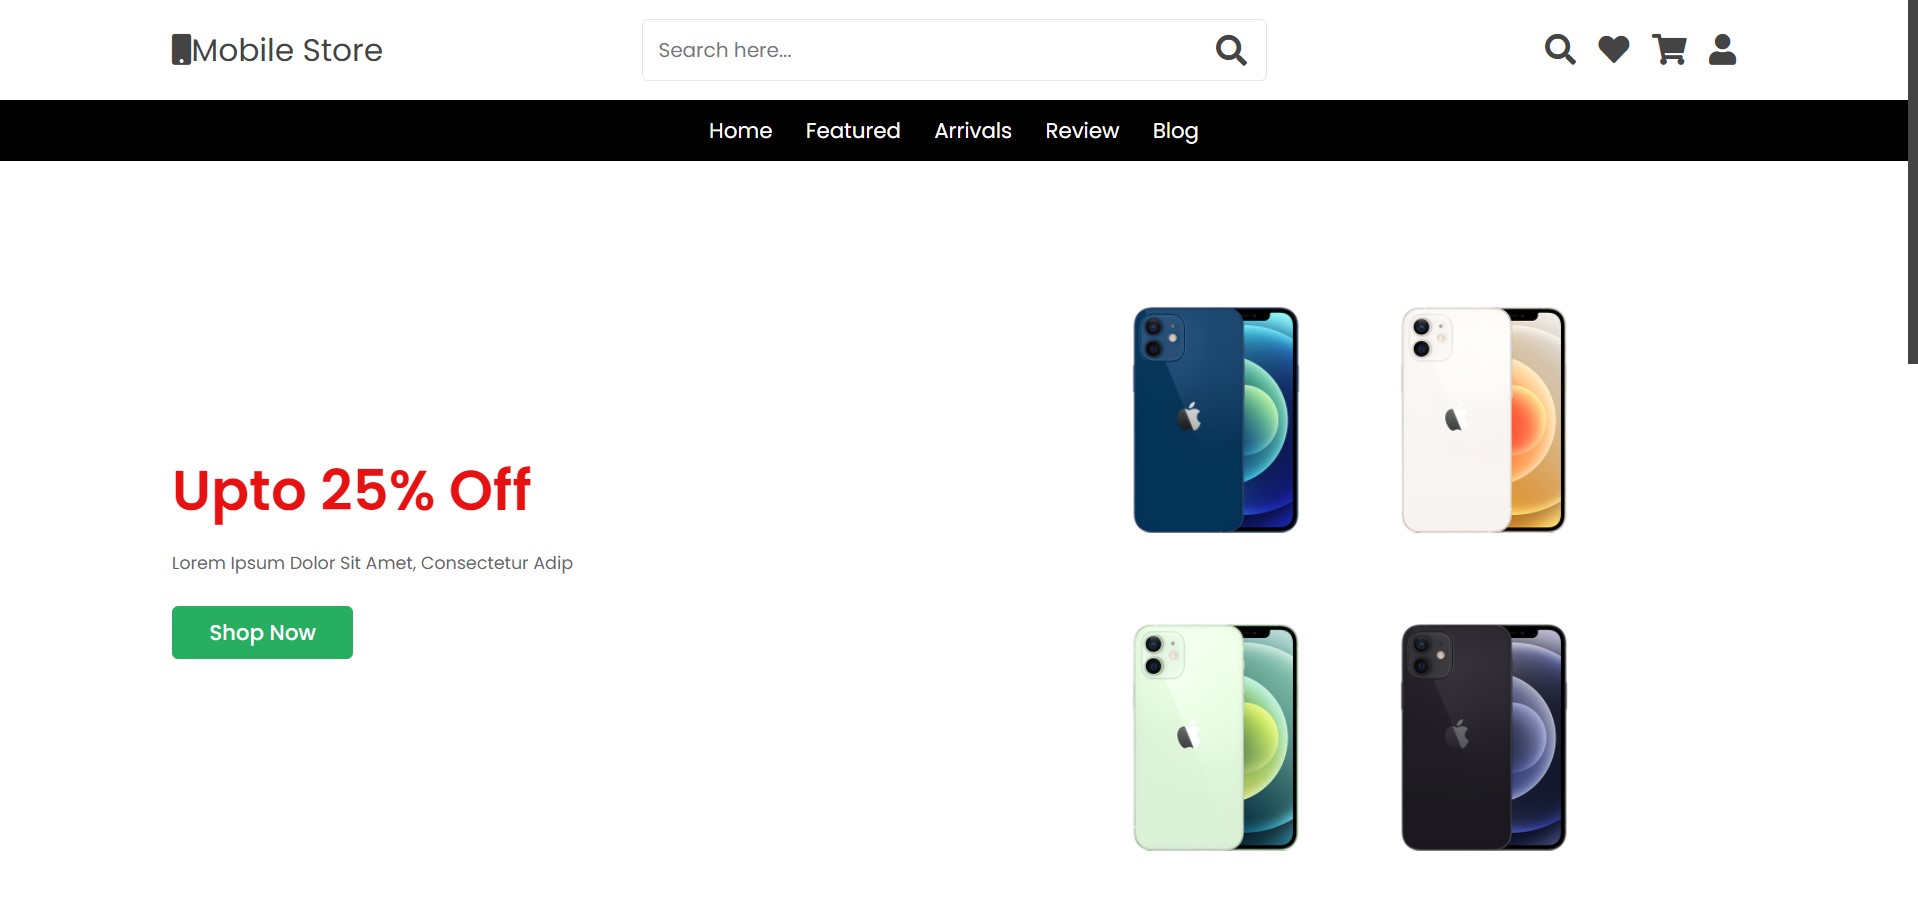 Mobile Store
Search here...
Home Featured Arrivals Review Blog
Upto 25% Off
Lorem Ipsum Dolor Sit Amet, Consectetur Adip
Shop Now